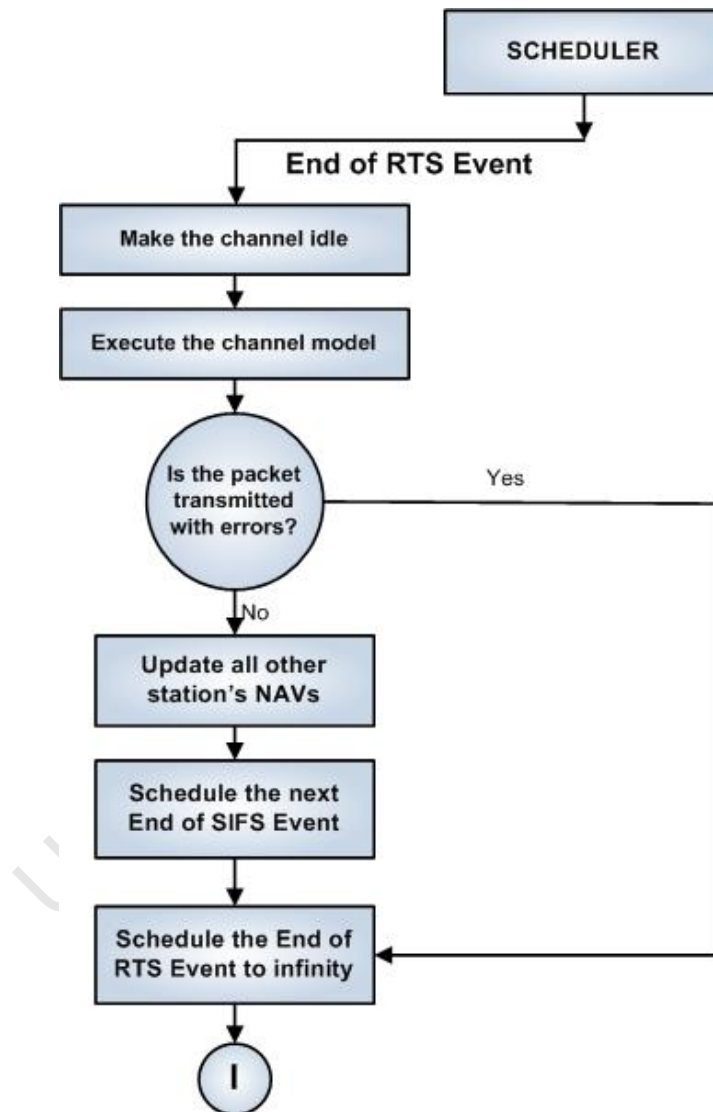 SCHEDULER
End of RTS Event
Make the channel idle
Execute the channel model
Is the packet
transmitted
with errors?
Yes
No
Update all other
station's NAVs
Schedule the next
End of SIFS Event
Schedule the End of
RTS Event to infinity
I